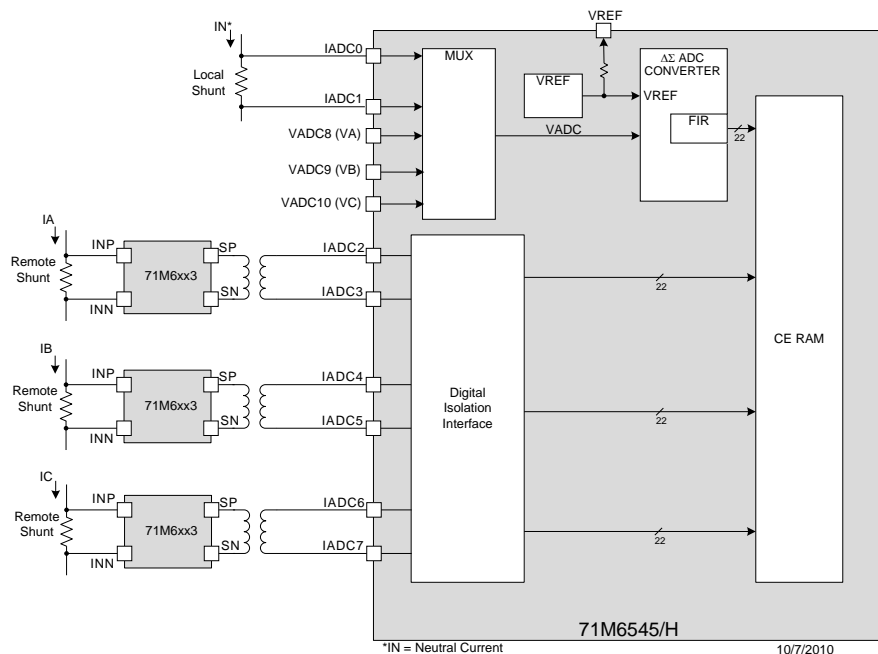 VREF
IN*
IADC0
MUX
ΔΣ ADC
CONVERTER
Local
Shunt
VREF
VREF
IADC1
FIR
VADC8 (VA)
VADC
22
VADC9 (VB)
VADC10 (VC)
IA
INP
SP
IADC2
Remote
Shunt
71M6xx3
SN
IADC3
INN
22
CE RAM
IB
INP
SP
IADC4
Remote
Shunt
71M6xx3
Digital
Isolation
Interface
SN
IADC5
INN
22
IC
INP
SP
IADC6
Remote
Shunt
71M6xx3
SN
IADC7
INN
22
71M6545/H
*IN = Neutral Current
10/7/2010